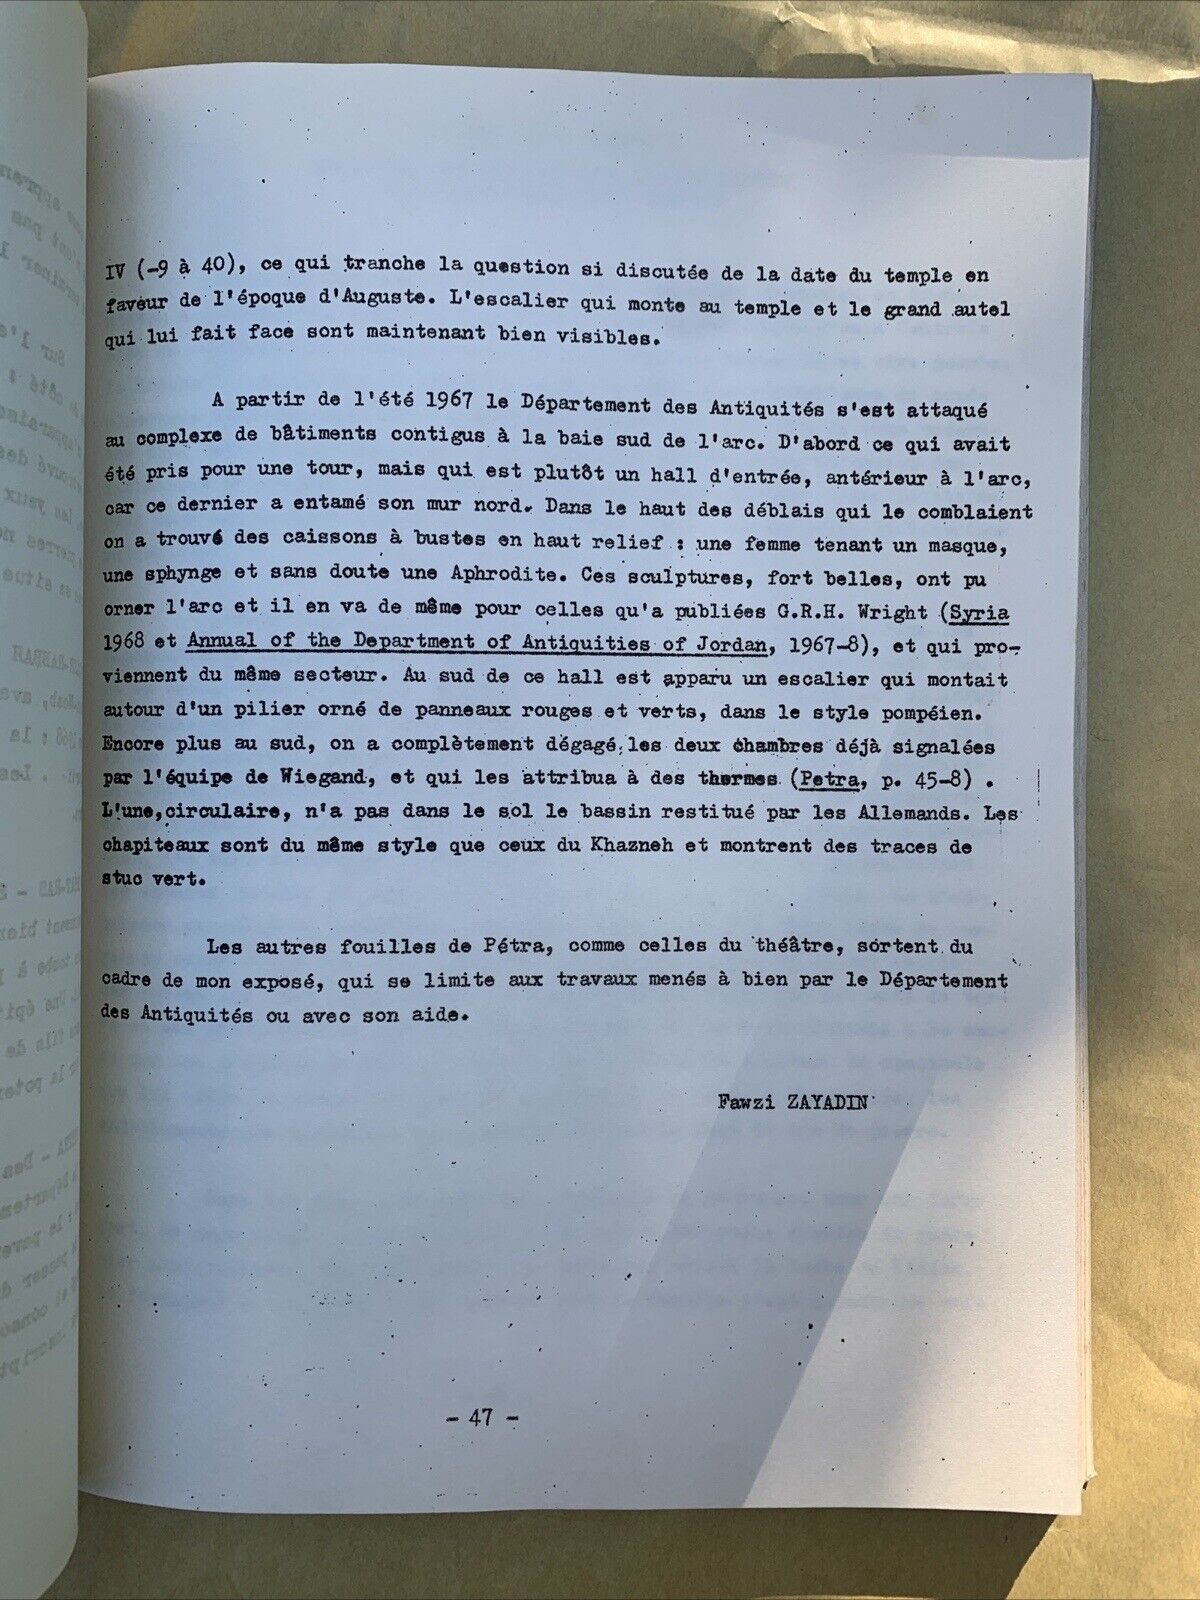 IV (-9 à 40), ce qui tranche la question si discutée de la date du temple en
faveur de l'époque d'Auguste. L'escalier qui monte au temple et le grand autel
qui lui fait face sont maintenant bien visibles.
A partir de l'été 1967 le Département des Antiquités s'est attaqué
au complexe de bâtiments contigus à la baie sud de l'arc. D'abord ce qui avait
été pris pour une tour, mais qui est plutôt un hall d'entrée, antérieur à l'arc,
car ce dernier a entamé son mur nord. Dans le haut des déblais qui le comblaient
on a trouvé des caissons à bustes en haut relief : une femme tenant un masque,
une sphynge et sans doute une Aphrodite. Ces sculptures, fort belles, ont pu
orner l'arc et il en va de même pour celles qu'a publiées G.R.H. Wright (Syria
1968 et Annual of the Department of Antiquities of Jordan, 1967-8), et qui pro-
viennent du même secteur. Au sud de ce hall est apparu un escalier qui montait
autour d'un pilier orné de panneaux rouges et verts, dans le style pompéien.
Encore plus au sud, on a complètement dégagé les deux chambres déjà signalées
par l'équipe de Wiegand, et qui les attribua à des thermes (Petra, p. 45-8) .
L'une, circulaire, n'a pas dans le sol le bassin restitué par les Allemands. Les
chapiteaux sont du même style que ceux du Khazneh et montrent des traces de
stuc vert.
Les autres fouilles de Pétra, comme celles du théâtre, sortent du
cadre de mon exposé, qui se limite aux travaux menés à bien par le Département
des Antiquités ou avec son aide.
Fawzi ZAYADIN
- 47 -